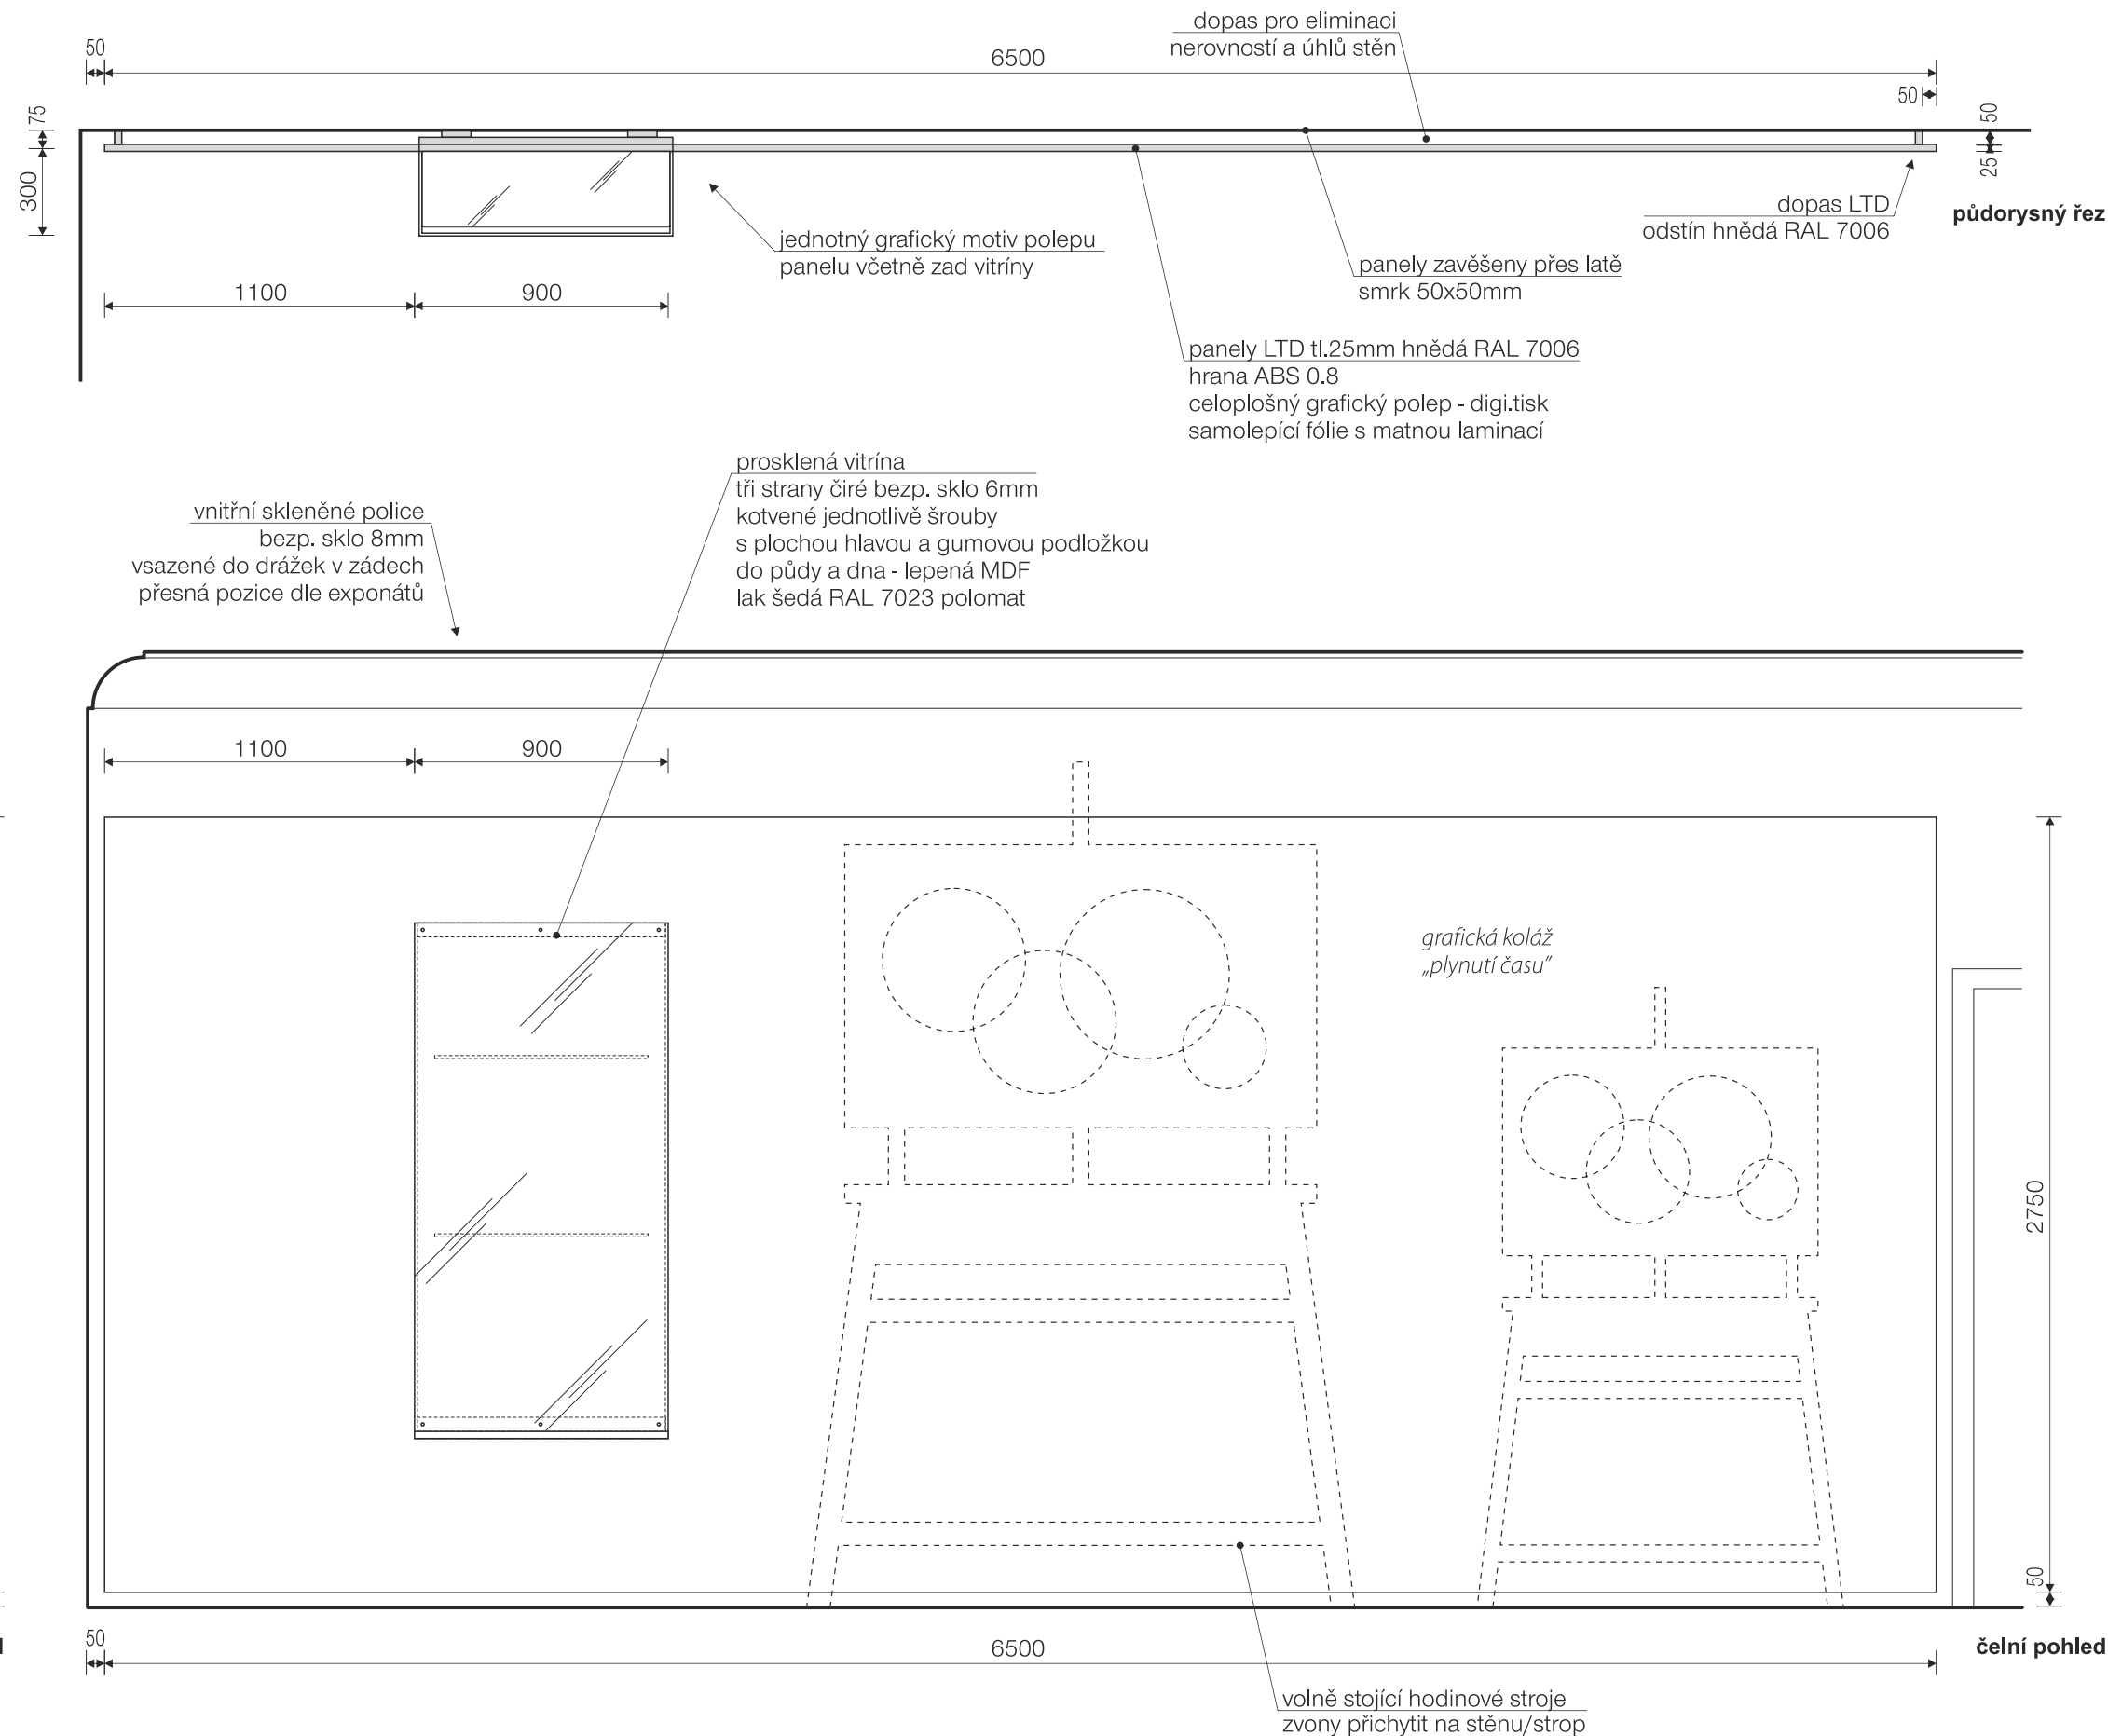 dopas pro eliminaci
nerovností a úhlů stěn
50
6500
50
75
50
300
25
dopas LTD
odstín hnědá RAL 7006
půdorysný řez
jednotný grafický motiv polepu
panelu včetně zad vitríny
panely zavěšeny přes latě
smrk 50x50mm
1100
900
panely LTD tl.25mm hnědá RAL 7006
hrana ABS 0.8
celoplošný grafický polep - digi.tisk
samolepící fólie s matnou laminací
prosklená vitrína
tři strany čiré bezp. sklo 6mm
kotvené jednotlivě šrouby
s plochou hlavou a gumovou podložkou
do půdy a dna - lepená MDF
lak šedá RAL 7023 polomat
vnitřní skleněné police
bezp. sklo 8mm
vsazené do drážek v zádech
přesná pozice dle exponátů
1100
900
grafická koláž
„plynutí času"
2750
50
50
6500
čelní pohled
volně stojící hodinové stroje
zvony přichytit na stěnu/strop